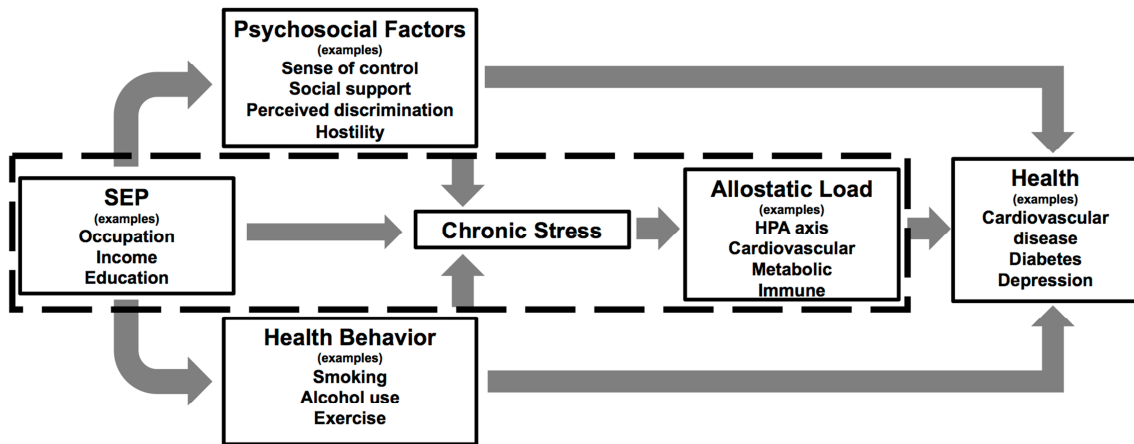 Psychosocial Factors
(examples)
Sense of control
Social support
Perceived discrimination
Hostility
SEP
(examples)
Occupation
Income
Education
Chronic Stress
Allostatic Load
(examples)
HPA axis
Cardiovascular
Metabolic
Immune
Health
(examples)
Cardiovascular
disease
Diabetes
Depression
Health Behavior
(examples)
Smoking
Alcohol use
Exercise